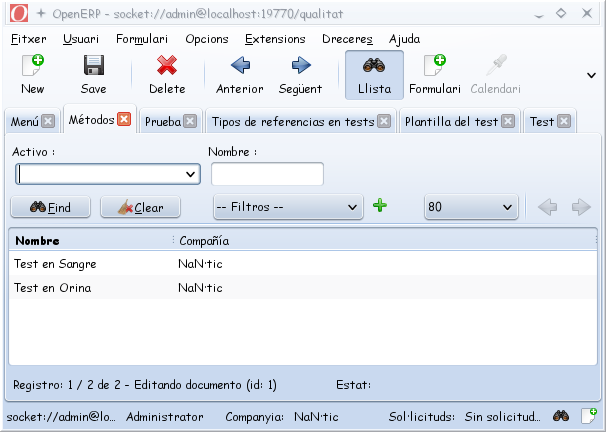 OpenERP - socket://admin@localhost:19770/qualitat
Fitxer Usuari Formulari Opcions Extensions Dreceres Ajuda
New Save Delete Anterior Següent Llista Formulari Calendari
Menú Métodos Prueba Tipos de referencias en tests Plantilla del test Test
Activo : Nombre :
Find Clear -- Filtros -- 80
Nombre Compañía
Test en Sangre NaN·tic
Test en Orina NaN·tic
Registro: 1 / 2 de 2 - Editando documento (id: 1) Estat:
socket://admin@lo... Administrator Companyia: NaN·tic Sol·licituds: Sin solicitud...